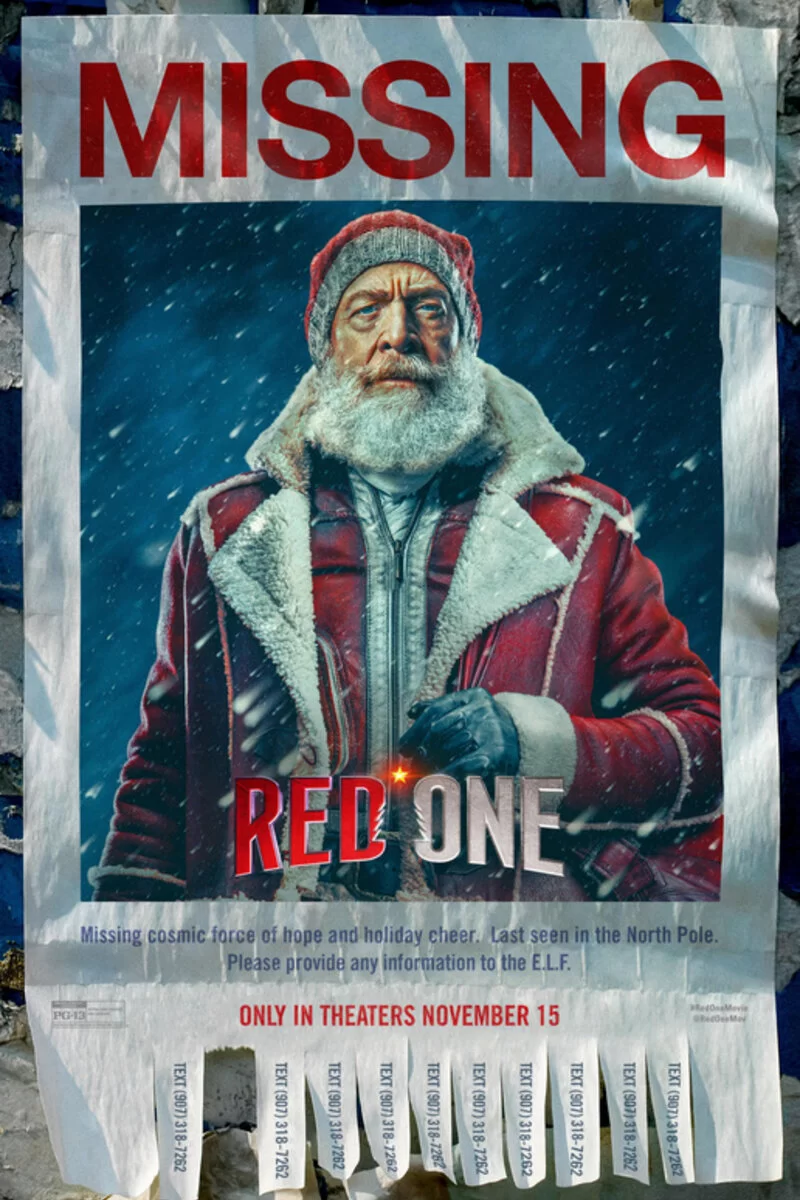 MISSING
RED ONE
Missing cosmic force of hope and holiday cheer. Last seen in the North Pole.
Please provide any information to the E.L.F.
PG-13
ONLY IN THEATERS NOVEMBER 15
#RedOneMovie
@RedOneMov
TEXT (907) 318-7262
TEXT (907) 318-7262
TEXT (907) 318-7262
TEXT (907) 318-7262
TEXT (907) 318-7262
TEXT (907) 318-7262
TEXT (907) 318-7262
TEXT (907) 318-7262
TEXT (907) 318-7262
TEXT (907) 318-7262